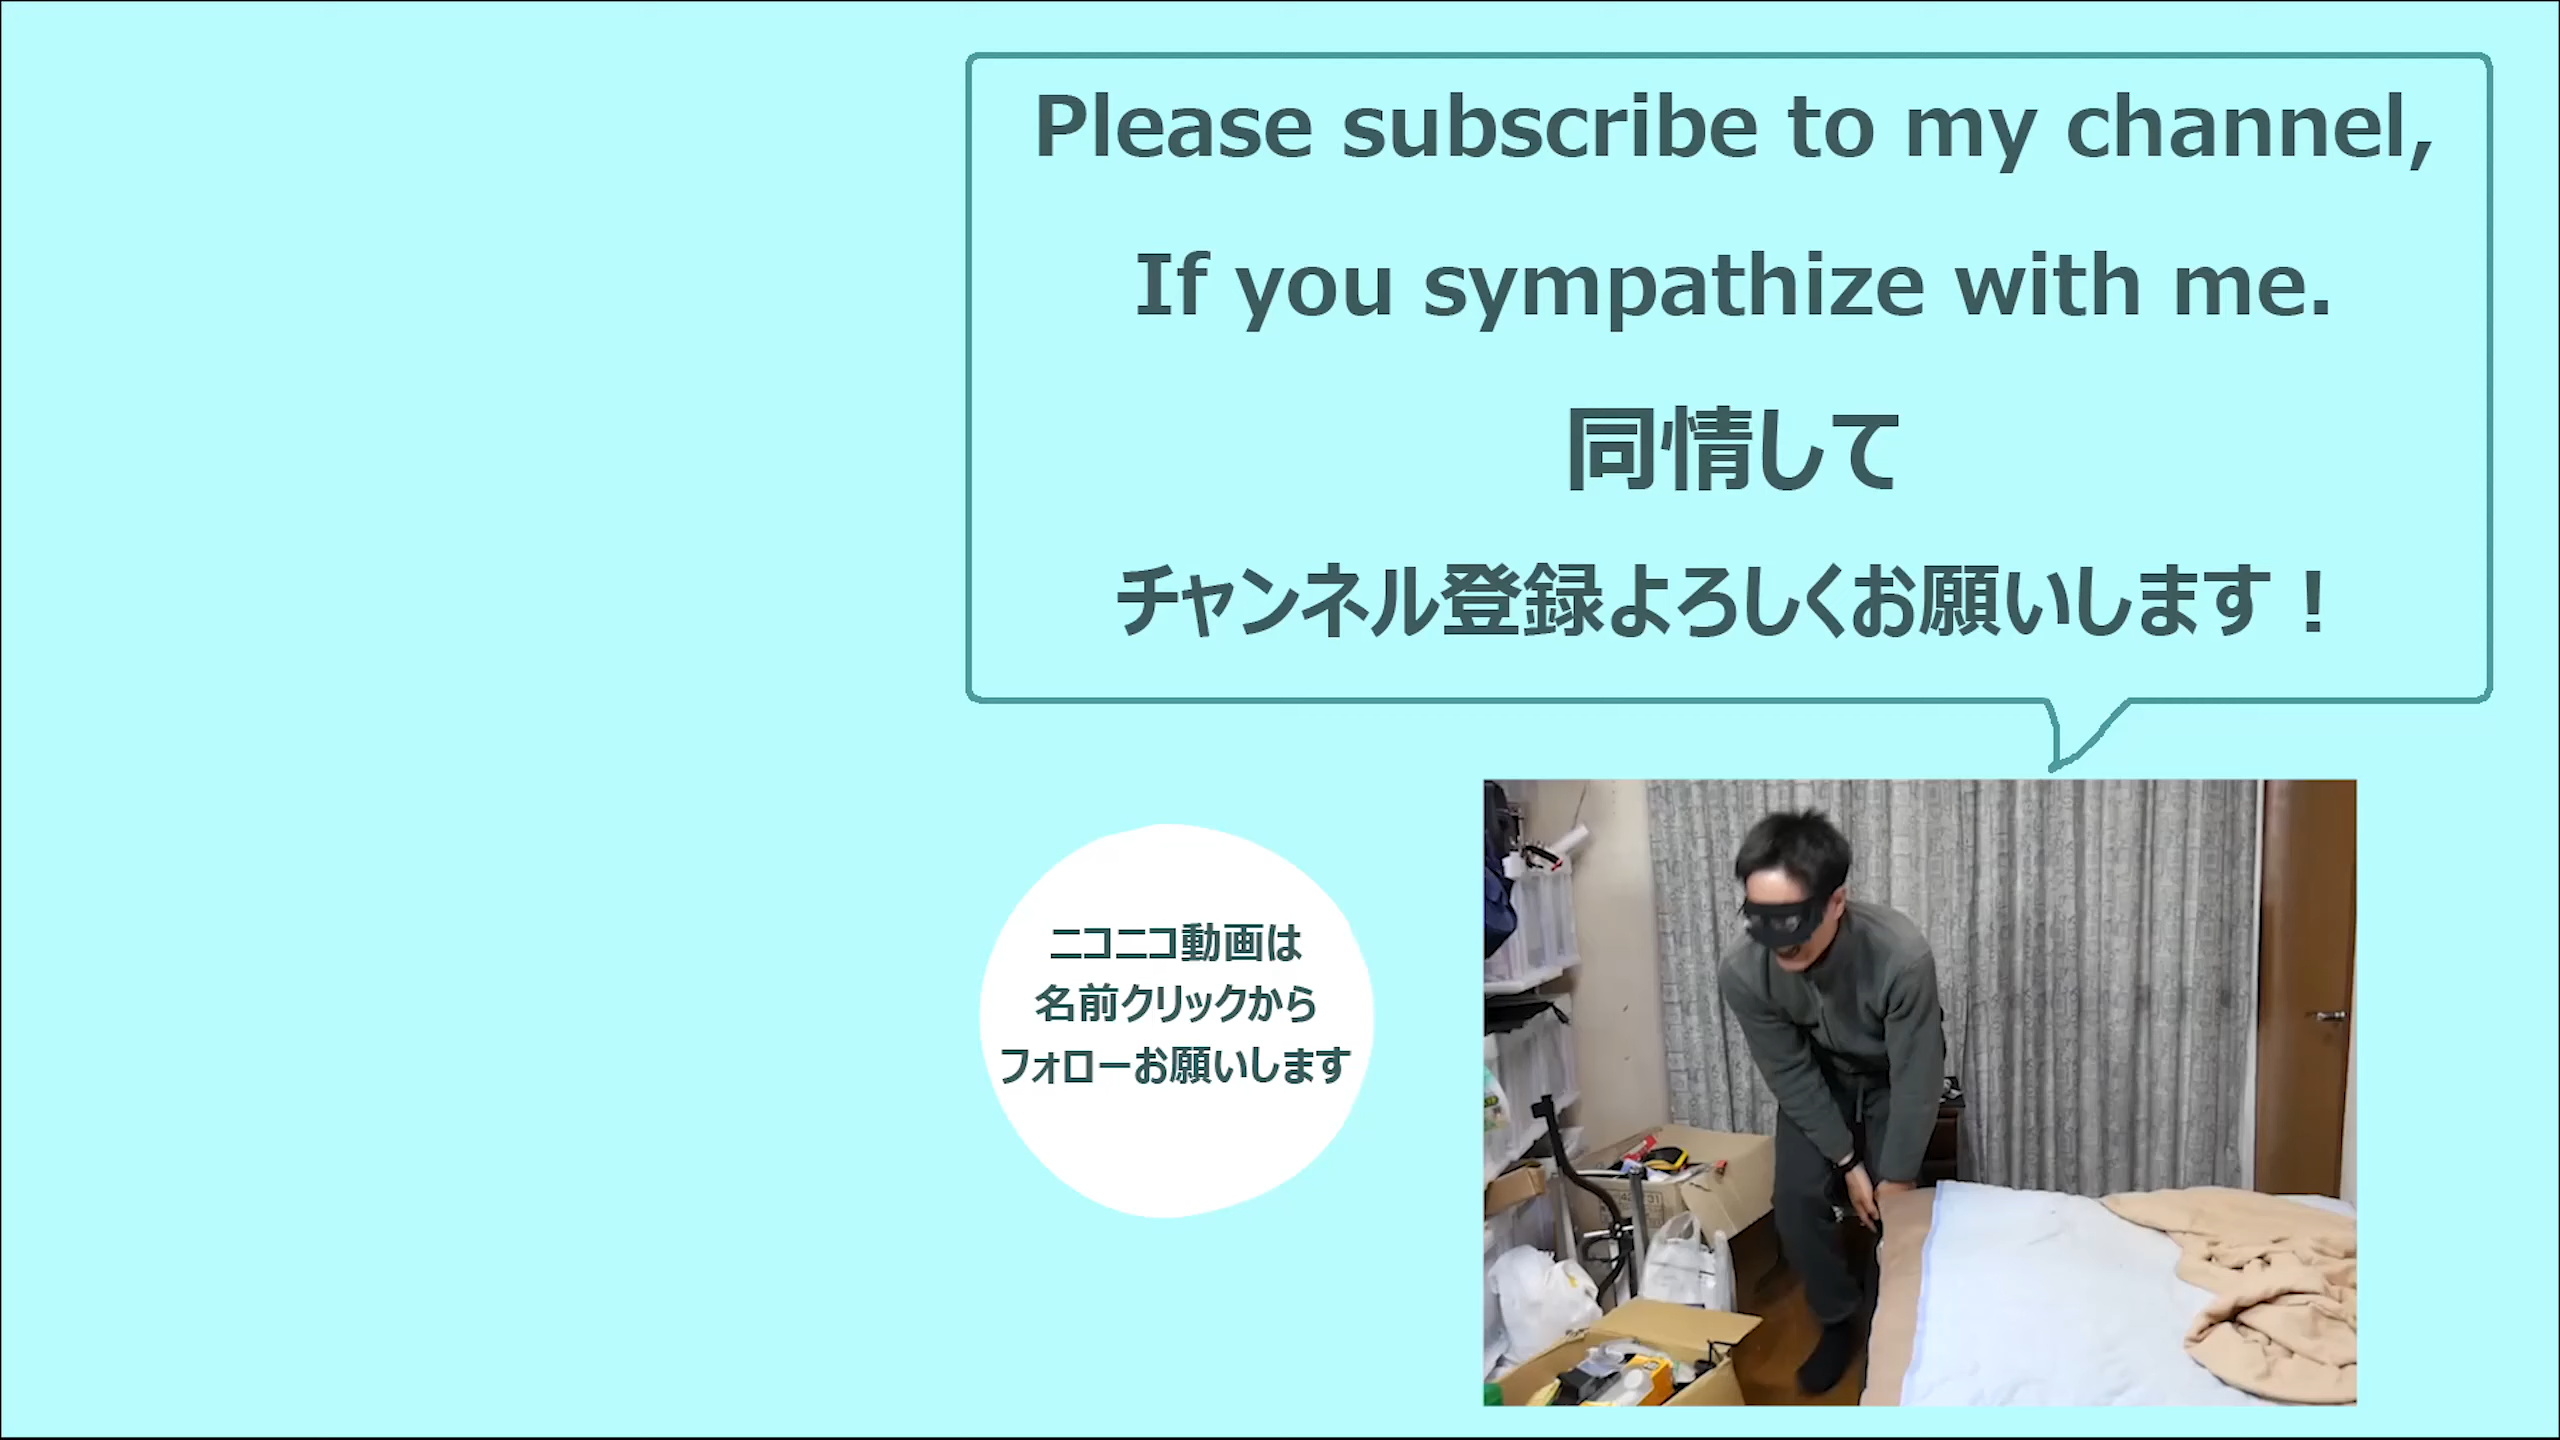 Please subscribe to my channel,
If you sympathize with me.
同情して
チャンネル登録よろしくお願いします！
ニコニコ動画は
名前クリックから
フォローお願いします